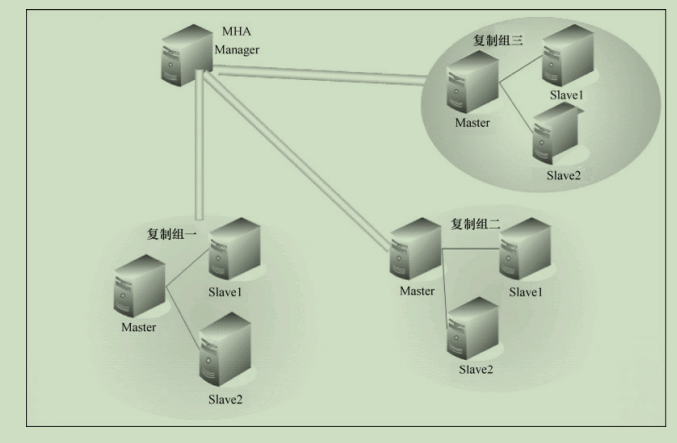 MHA
Manager
复制组三
Master
Slave1
Slave2
复制组一
Master
Slave1
Slave2
复制组二
Master
Slave1
Slave2